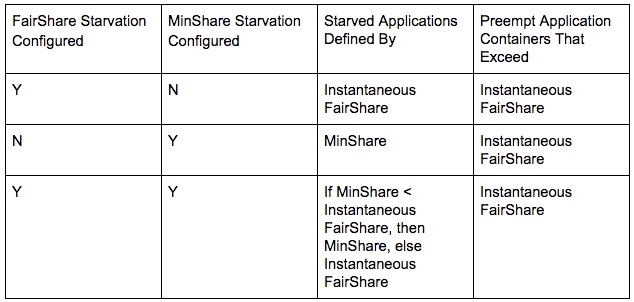 FairShare Starvation
Configured
MinShare Starvation
Configured
Starved Applications
Defined By
Preempt Application
Containers That
Exceed
Y
N
Instantaneous
FairShare
Instantaneous
FairShare
N
Y
MinShare
Instantaneous
FairShare
Y
Y
If MinShare <
Instantaneous
FairShare, then
MinShare, else
Instantaneous
FairShare
Instantaneous
FairShare